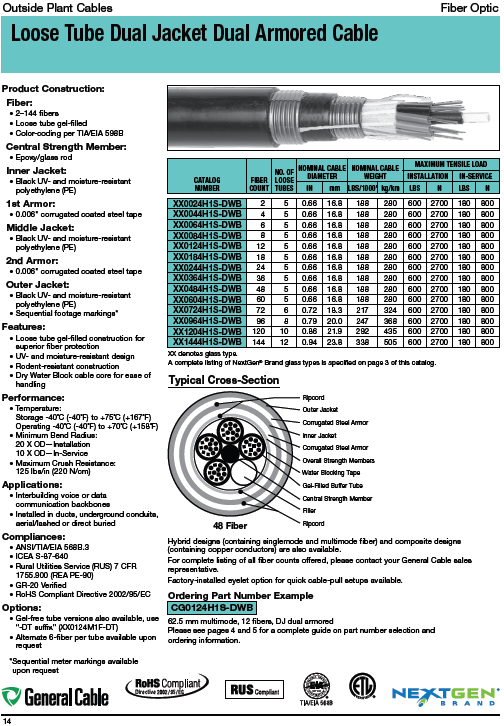 Outside Plant Cables
Fiber Optic
Loose Tube Dual Jacket Dual Armored Cable
Product Construction:
Fiber:
• 2–144 fibers
• Loose tube gel-filled
• Color-coding per TIA/EIA 598B
Central Strength Member:
• Epoxy/glass rod
Inner Jacket:
• Black UV- and moisture-resistant
polyethylene (PE)
1st Armor:
• 0.006" corrugated coated steel tape
Middle Jacket:
• Black UV- and moisture-resistant
polyethylene (PE)
2nd Armor:
• 0.006" corrugated coated steel tape
Outer Jacket:
• Black UV- and moisture-resistant
polyethylene (PE)
• Sequential footage markings*
Features:
• Loose tube gel-filled construction for
superior fiber protection
• UV- and moisture-resistant design
• Rodent-resistant construction
• Dry Water Block cable core for ease of
handling
Performance:
• Temperature:
Storage -40°C (-40°F) to +75°C (+167°F)
Operating -40°C (-40°F) to +70°C (+158°F)
• Minimum Bend Radius:
20 X OD—Installation
10 X OD—In-Service
• Maximum Crush Resistance:
125 lbs/in (220 N/cm)
Applications:
• Interbuilding voice or data
communication backbones
• Installed in ducts, underground conduits,
aerial/lashed or direct buried
Compliances:
• ANSI/TIA/EIA 568B.3
• ICEA S-87-640
• Rural Utilities Service (RUS) 7 CFR
1755.900 (REA PE-90)
• GR-20 Verified
• RoHS Compliant Directive 2002/95/EC
Options:
• Gel-free tube versions also available, use
"-DT suffix" (XX0124M1F-DT)
• Alternate 6-fiber per tube available upon
request
*Sequential meter markings available
upon request
CATALOG NUMBER FIBER COUNT NO. OF LOOSE TUBES NOMINAL CABLE DIAMETER NOMINAL CABLE WEIGHT MAXIMUM TENSILE LOAD
INSTALLATION IN-SERVICE
IN mm LBS/1000' kg/km LBS N LBS N
XX0024H1S-DWB 2 5 0.66 16.8 188 280 600 2700 180 800
XX0044H1S-DWB 4 5 0.66 16.8 188 280 600 2700 180 800
XX0064H1S-DWB 6 5 0.66 16.8 188 280 600 2700 180 800
XX0084H1S-DWB 8 5 0.66 16.8 188 280 600 2700 180 800
XX0124H1S-DWB 12 5 0.66 16.8 188 280 600 2700 180 800
XX0184H1S-DWB 18 5 0.66 16.8 188 280 600 2700 180 800
XX0244H1S-DWB 24 5 0.66 16.8 188 280 600 2700 180 800
XX0364H1S-DWB 36 5 0.66 16.8 188 280 600 2700 180 800
XX0484H1S-DWB 48 5 0.66 16.8 188 280 600 2700 180 800
XX0604H1S-DWB 60 5 0.66 16.8 188 280 600 2700 180 800
XX0724H1S-DWB 72 6 0.72 18.3 217 324 600 2700 180 800
XX0964H1S-DWB 96 8 0.79 20.0 247 368 600 2700 180 800
XX1204H1S-DWB 120 10 0.86 21.9 292 435 600 2700 180 800
XX1444H1S-DWB 144 12 0.94 23.8 338 505 600 2700 180 800
XX denotes glass type.
A complete listing of NextGen® Brand glass types is specified on page 3 of this catalog.
Typical Cross-Section
Ripcord
Outer Jacket
Corrugated Steel Armor
Inner Jacket
Corrugated Steel Armor
Overall Strength Members
Water Blocking Tape
Gel-Filled Buffer Tube
Central Strength Member
Filler
Ripcord
48 Fiber
Hybrid designs (containing singlemode and multimode fiber) and composite designs
(containing copper conductors) are also available.
For complete listing of all fiber counts offered, please contact your General Cable sales
representative.
Factory-installed eyelet option for quick cable-pull setups available.
Ordering Part Number Example
CG0124H1S-DWB
62.5 mm multimode, 12 fibers, DJ dual armored
Please see pages 4 and 5 for a complete guide on part number selection and
ordering information.
General Cable
RoHS Compliant
Directive 2002/95/EC
RUS Compliant
TIA/EIA 568B
ETL
NEXTGEN®
BRAND
14